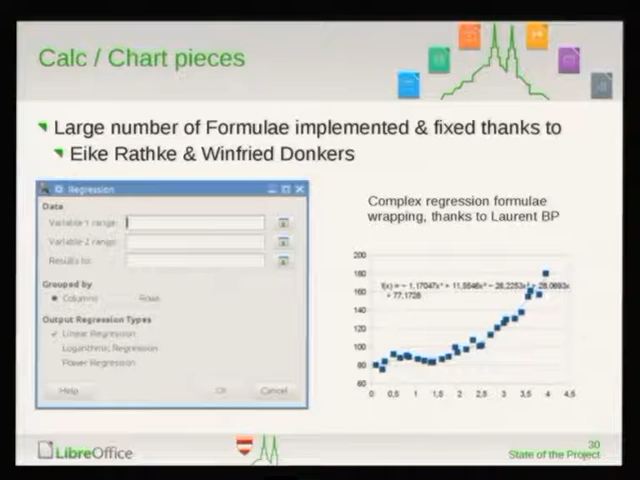 Calc / Chart pieces
Large number of Formulae implemented & fixed thanks to
Eike Rathke & Winfried Donkers
Regression
Data
Variable 1 range:
Variable 2 range:
Results to:
Grouped by
Columns Rows
Output Regression Types
Linear Regression
Logarithmic Regression
Power Regression
Help OK Cancel
Complex regression formulae
wrapping, thanks to Laurent BP
200
180
160
140
120
100
80
60
+ 77,1728
0 0,5 1 1,5 2 2,5 3 3,5 4 4,5
LibreOffice
30
State of the Project